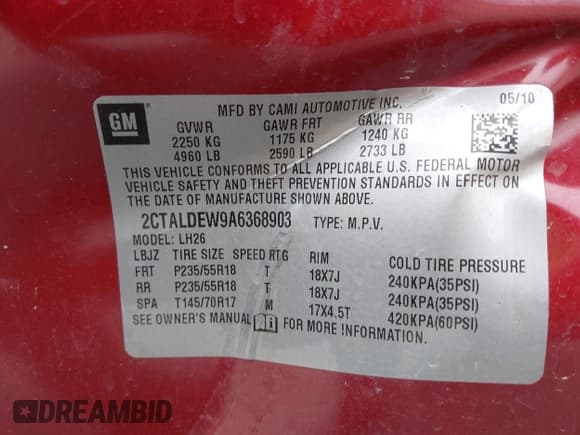 GM
MFD BY CAMI AUTOMOTIVE INC. 05/10
GVWR GAWR FRT GAWR RR
2250 KG 1175 KG 1240 KG
4960 LB 2590 LB 2733 LB
THIS VEHICLE CONFORMS TO ALL APPLICABLE U.S. FEDERAL MOTOR
VEHICLE SAFETY AND THEFT PREVENTION STANDARDS IN EFFECT ON
THE DATE OF MANUFACTURE SHOWN ABOVE.
2CTALDEW9A6368903 TYPE: M.P.V.
MODEL: LH26
LBJZ TIRE SIZE SPEED RTG RIM COLD TIRE PRESSURE
FRT P235/55R18 T 18X7J 240KPA(35PSI)
RR P235/55R18 T 18X7J 240KPA(35PSI)
SPA T145/70R17 M 17X4.5T 420KPA(60PSI)
SEE OWNER'S MANUAL FOR MORE INFORMATION.
DREAMBID